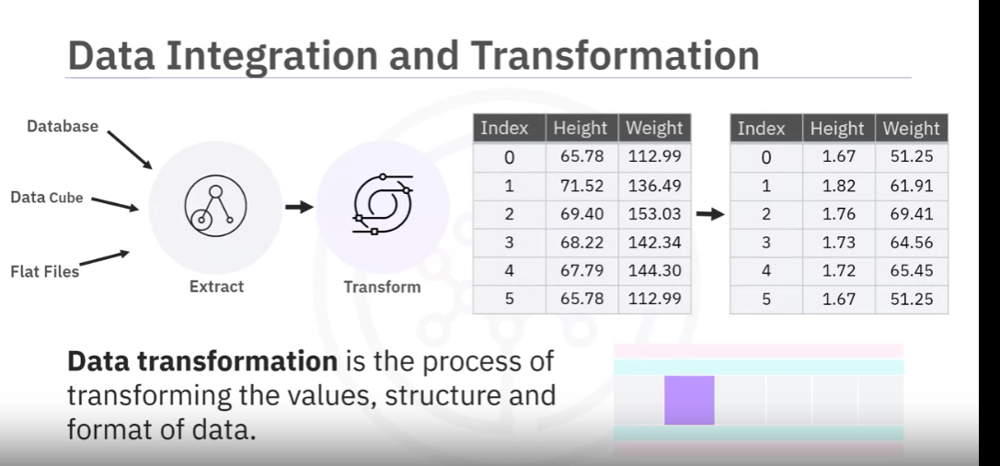 Data Integration and Transformation
Database
Data Cube
Flat Files
Extract
Transform
Index Height Weight
0 65.78 112.99
1 71.52 136.49
2 69.40 153.03
3 68.22 142.34
4 67.79 144.30
5 65.78 112.99
Index Height Weight
0 1.67 51.25
1 1.82 61.91
2 1.76 69.41
3 1.73 64.56
4 1.72 65.45
5 1.67 51.25
Data transformation is the process of
transforming the values, structure and
format of data.